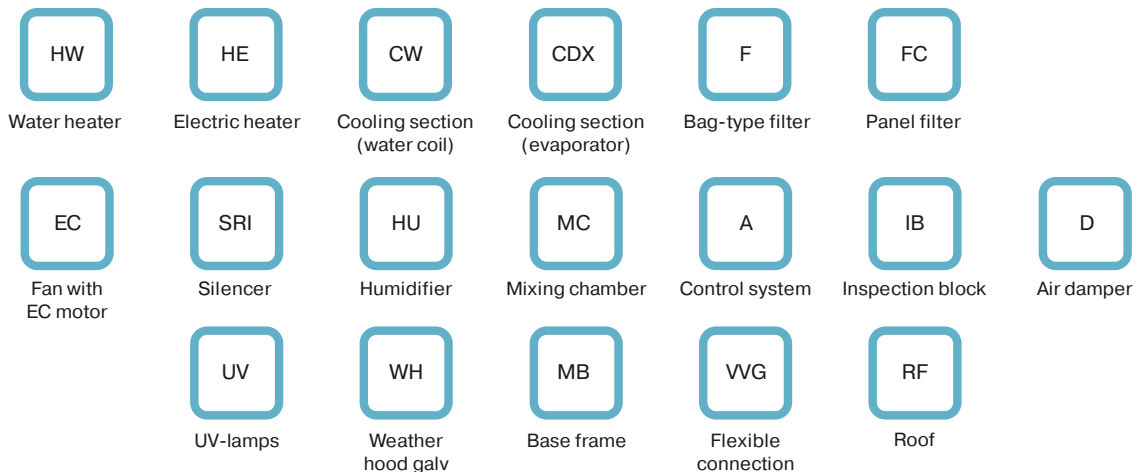 HW HE CW CDX F FC
Water heater Electric heater Cooling section Cooling section Bag-type filter Panel filter
(water coil) (evaporator)
EC SRI HU MC A IB D
Fan with Silencer Humidifier Mixing chamber Control system Inspection block Air damper
EC motor
UV WH MB VVG RF
UV-lamps Weather Base frame Flexible Roof
hood galv connection